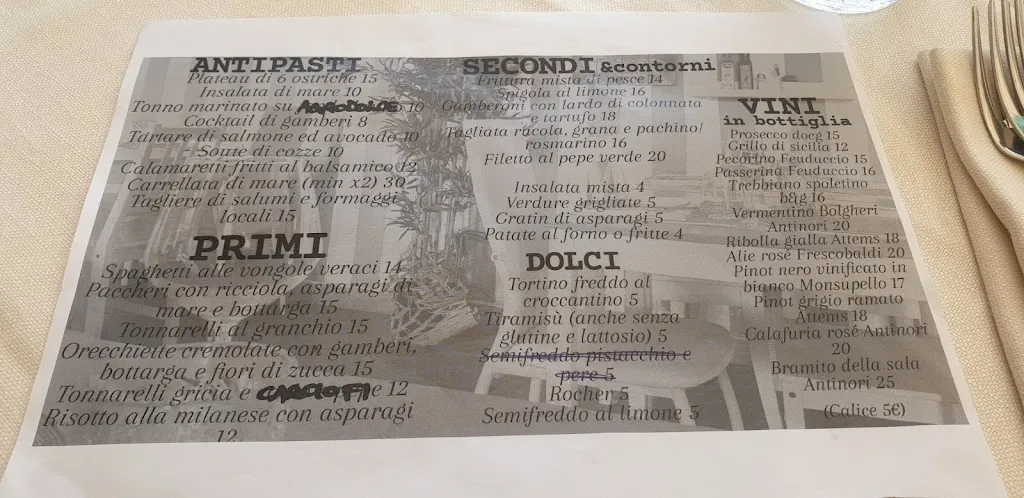 ANTIPASTI
Plateau di 6 ostriche 15
Insalata di mare 10
Tonno marinato su AGRODOLCE 10
Cocktail di gamberi 8
Tartare di salmone ed avocado 10
Soute di cozze 10
Calamaretti fritti al balsamico 12
Carrellata di mare (min x2) 30
Tagliere di salumi e formaggi
locali 15
PRIMI
Spaghetti alle vongole veraci 14
Paccheri con ricciola, asparagi di
mare e bottarga 15
Tonnarelli al granchio 15
Orecchiette cremolate con gamberi,
bottarga e fiori di zucca 15
Tonnarelli gricia e CARCIOFI e 12
Risotto alla milanese con asparagi
12
SECONDI &contorni
Frittura mista di pesce 14
Spigola al limone 16
Gamberoni con lardo di colonnata
e tartufo 18
Tagliata rucola, grana e pachino/
rosmarino 16
Filetto al pepe verde 20
Insalata mista 4
Verdure grigliate 5
Gratin di asparagi 5
Patate al forno o fritte 4
DOLCI
Tortino freddo al
croccantino 5
Tiramisù (anche senza
glutine e lattosio) 5
Semifreddo pistacchio e
pere 5
Rocher 5
Semifreddo al limone 5
VINI
in bottiglia
Prosecco docg 15
Grillo di sicilia 12
Pecorino Feuduccio 15
Passerina Feuduccio 16
Trebbiano spoletino
b&g 16
Vermentino Bolgheri
Antinori 20
Ribolla gialla Attems 18
Alie rosé Frescobaldi 20
Pinot nero vinificato in
bianco Monsupello 17
Pinot grigio ramato
Attems 18
Calafuria rosé Antinori
20
Bramito della sala
Antinori 25
(Calice 5€)